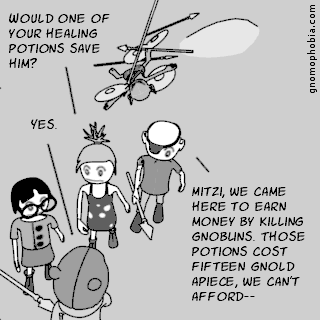 WOULD ONE OF
YOUR HEALING
POTIONS SAVE
HIM?
gnomophobia.com
YES.
MITZI, WE CAME
HERE TO EARN
MONEY BY KILLING
GNOBLINS. THOSE
POTIONS COST
FIFTEEN GNOLD
APIECE, WE CAN'T
AFFORD--